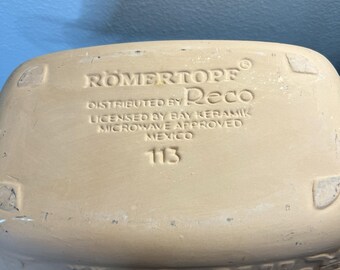 RÖMERTOPF©
DISTRIBUTED BY Reco
LICENSED BY BAY KERAMIK
MICROWAVE APPROVED
MEXICO
113